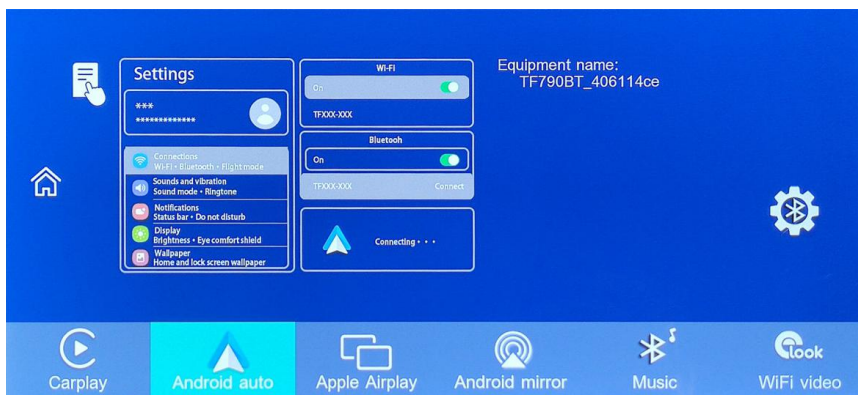 Settings
***
*************
Connections
Wi-Fi • Bluetooth • Flight mode
Sounds and vibration
Sound mode • Ringtone
Notifications
Status bar • Do not disturb
Display
Brightness • Eye comfort shield
Wallpaper
Home and lock screen wallpaper
WI-FI
On
TFXXX-XXX
Bluetooh
On
TFXXX-XXX Connect
Connecting • • •
Equipment name:
TF790BT_406114ce
Carplay
Android auto
Apple Airplay
Android mirror
Music
look
WiFi video